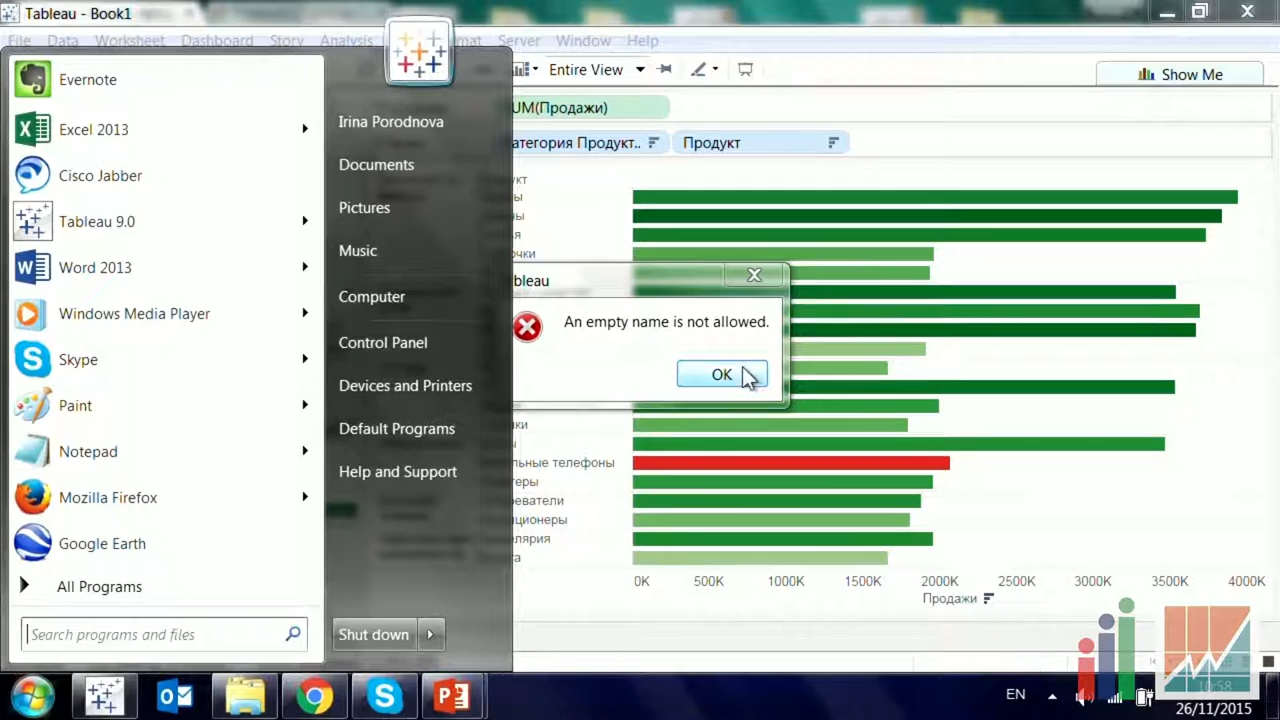 Tableau - Book1
File Data Worksheet Dashboard Story Analysis Server Window Help
Entire View
Show Me
UM(Продажи)
атегория Продукт..
Продукт
Evernote
Excel 2013
Cisco Jabber
Tableau 9.0
Word 2013
Windows Media Player
Skype
Paint
Notepad
Mozilla Firefox
Google Earth
All Programs
Search programs and files
Irina Porodnova
Documents
Pictures
Music
Computer
Control Panel
Devices and Printers
Default Programs
Help and Support
Shut down
bleau
An empty name is not allowed.
OK
льные телефоны
0K 500K 1000K 1500K 2000K 2500K 3000K 3500K 4000K
Продажи
EN
10:58
26/11/2015